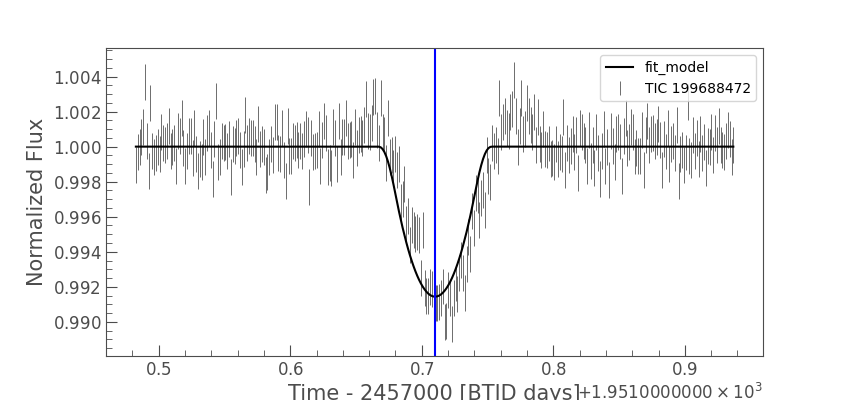 1.004
1.002
1.000
0.998
0.996
0.994
0.992
0.990
Normalized Flux
fit_model
TIC 199688472
0.5 0.6 0.7 0.8 0.9
Time - 2457000 [BTJD days]
+1.9510000000 × 10³